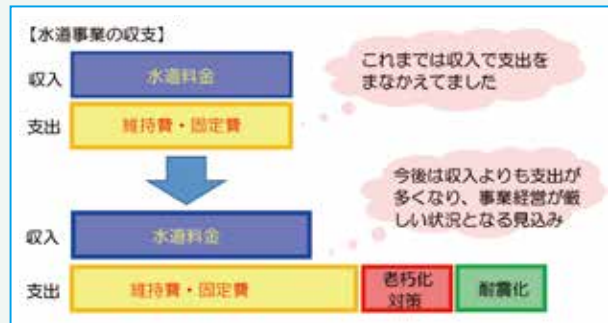 【水道事業の収支】
収入
水道料金
支出
維持費・固定費
これまでは収入で支出を
まなかえてました
収入
水道料金
支出
維持費・固定費
老朽化
対策
耐震化
今後は収入よりも支出が
多くなり、事業経営が厳
しい状況となる見込み